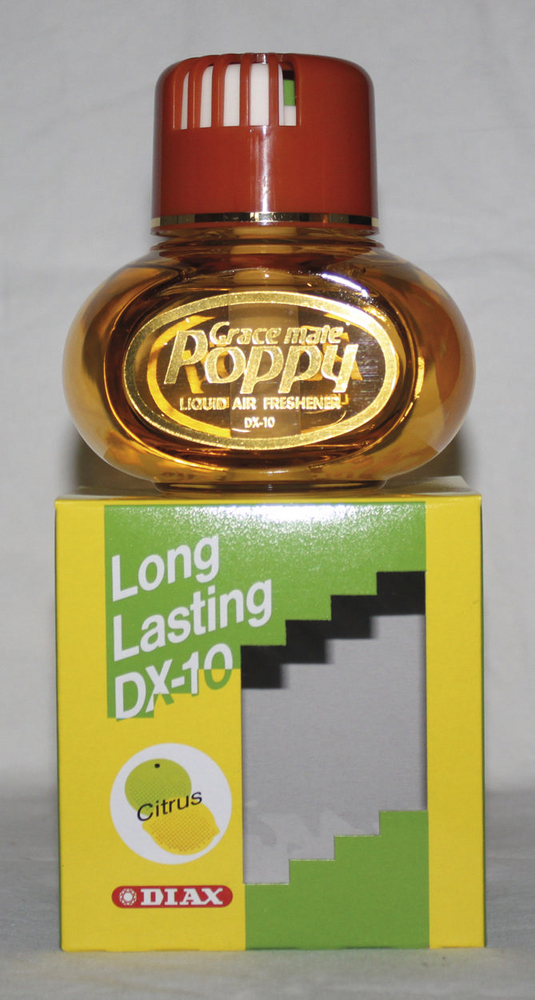 Grace mate
Poppy
LIQUID AIR FRESHENER
DX-10
Long
Lasting
DX-10
Citrus
DIAX